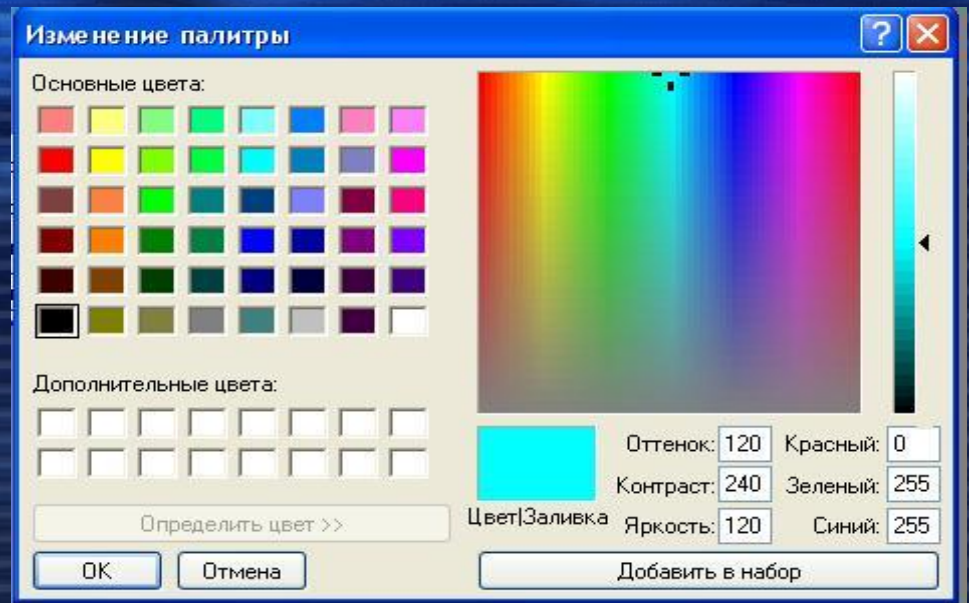 Изменение палитры
Основные цвета:
Дополнительные цвета:
Определить цвет >>
ОК
Отмена
Цвет|Заливка
Оттенок: 120
Контраст: 240
Яркость: 120
Красный: 0
Зеленый: 255
Синий: 255
Добавить в набор